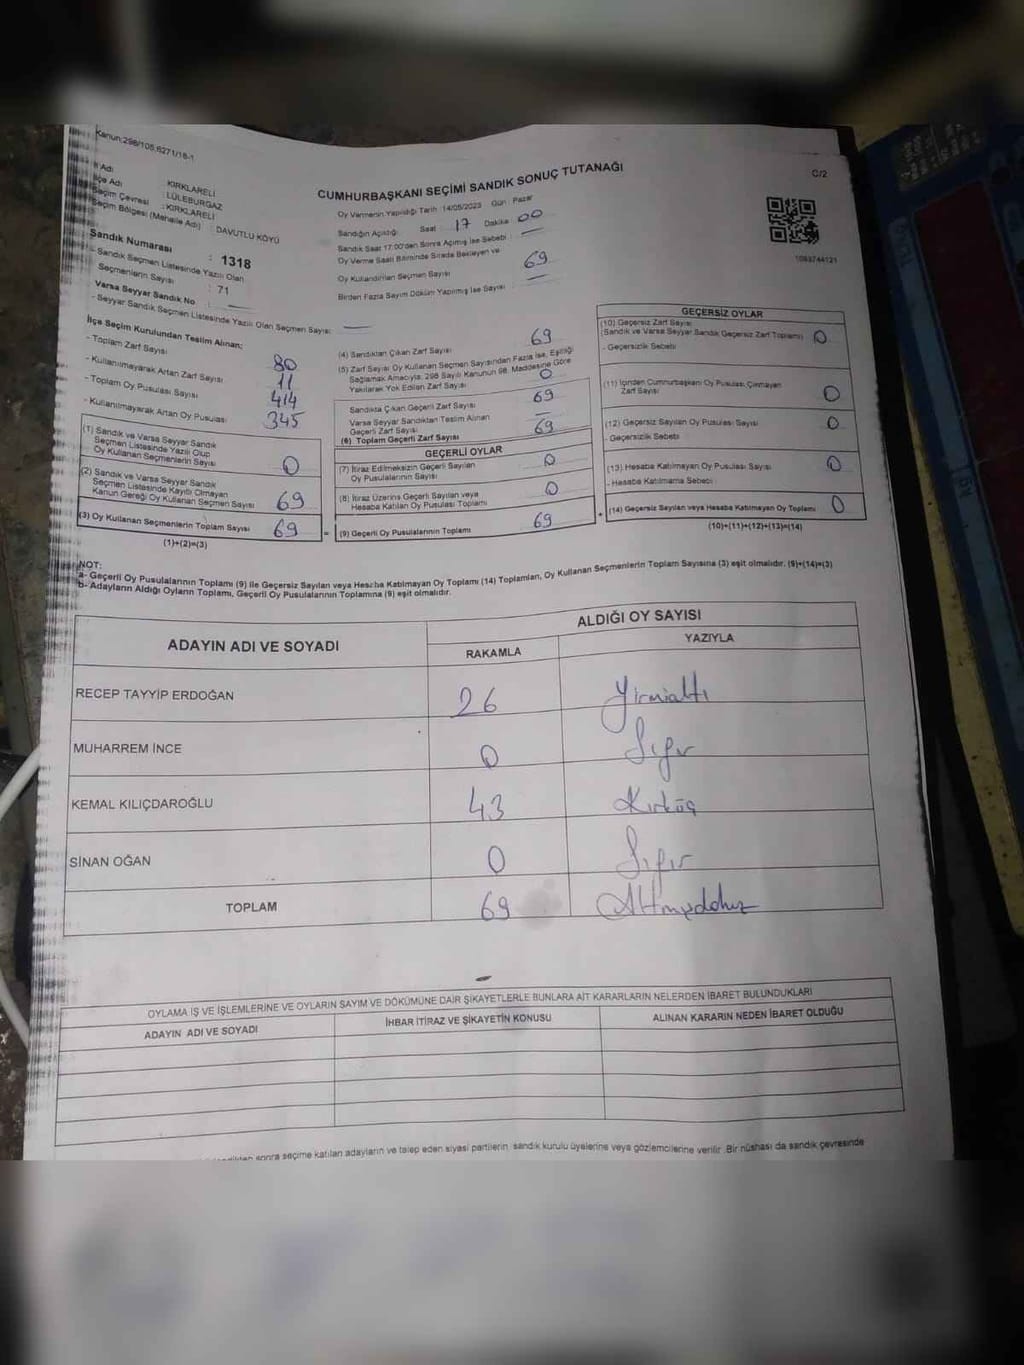 Kanun:298/105,6271/18-1
C/2
CUMHURBAŞKANI SEÇİMİ SANDIK SONUÇ TUTANAĞI
İl Adı : KIRKLARELİ
İlçe Adı : LÜLEBURGAZ
Seçim Çevresi : KIRKLARELİ
Seçim Bölgesi (Mahalle Adı) : DAVUTLU KÖYÜ
Sandık Numarası : 1318
- Sandık Seçmen Listesinde Yazılı Olan
Seçmenlerin Sayısı : 71
Varsa Seyyar Sandık No : —
- Seyyar Sandık Seçmen Listesinde Yazılı Olan Seçmen Sayısı: —
Oy Vermenin Yapıldığı Tarih :14/05/2023 Gün : Pazar
Sandığın Açıldığı: Saat : 17 Dakika : 00
Sandık Saat 17:00'den Sonra Açılmış İse Sebebi : —
Oy Verme Saati Bitiminde Sırada Bekleyen ve
Oy Kullandırılan Seçmen Sayısı : 69
Birden Fazla Sayım Döküm Yapılmış İse Sayısı : —
1093744121
İlçe Seçim Kurulundan Teslim Alınan:
- Toplam Zarf Sayısı : 80
- Kullanılmayarak Artan Zarf Sayısı : 11
- Toplam Oy Pusulası Sayısı : 414
- Kullanılmayarak Artan Oy Pusulası : 345
(1) Sandık ve Varsa Seyyar Sandık
Seçmen Listesinde Yazılı Olup
Oy Kullanan Seçmenlerin Sayısı 0
(2) Sandık ve Varsa Seyyar Sandık
Seçmen Listesinde Kayıtlı Olmayan
Kanun Gereği Oy Kullanan Seçmen Sayısı 69
(3) Oy Kullanan Seçmenlerin Toplam Sayısı 69
(1)+(2)=(3)
(4) Sandıktan Çıkan Zarf Sayısı : 69
(5) Zarf Sayısı Oy Kullanan Seçmen Sayısından Fazla İse, Eşitliği
Sağlamak Amacıyla, 298 Sayılı Kanunun 98. Maddesine Göre
Yakılarak Yok Edilen Zarf Sayısı : 0
Sandıkta Çıkan Geçerli Zarf Sayısı 69
Varsa Seyyar Sandıktan Teslim Alınan
Geçerli Zarf Sayısı —
(6) Toplam Geçerli Zarf Sayısı 69
GEÇERLİ OYLAR
(7) İtiraz Edilmeksizin Geçerli Sayılan
Oy Pusulalarının Sayısı 0
(8) İtiraz Üzerine Geçerli Sayılan veya
Hesaba Katılan Oy Pusulası Toplamı 0
= (9) Geçerli Oy Pusulalarının Toplamı 69 +
GEÇERSİZ OYLAR
(10) Geçersiz Zarf Sayısı
(Sandık ve Varsa Seyyar Sandık Geçersiz Zarf Toplamı) 0
- Geçersizlik Sebebi
(11) İçinden Cumhurbaşkanı Oy Pusulası Çıkmayan
Zarf Sayısı 0
(12) Geçersiz Sayılan Oy Pusulası Sayısı 0
- Geçersizlik Sebebi
(13) Hesaba Katılmayan Oy Pusulası Sayısı 0
- Hesaba Katılmama Sebebi
(14) Geçersiz Sayılan veya Hesaba Katılmayan Oy Toplamı 0
(10)+(11)+(12)+(13)=(14)
NOT:
a- Geçerli Oy Pusulalarının Toplamı (9) ile Geçersiz Sayılan veya Hesaba Katılmayan Oy Toplamı (14) Toplamları, Oy Kullanan Seçmenlerin Toplam Sayısına (3) eşit olmalıdır. (9)+(14)=(3)
b- Adayların Aldığı Oyların Toplamı, Geçerli Oy Pusulalarının Toplamına (9) eşit olmalıdır.
ADAYIN ADI VE SOYADI ALDIĞI OY SAYISI
RAKAMLA YAZIYLA
RECEP TAYYİP ERDOĞAN 26 Yirmialtı
MUHARREM İNCE 0 Sıfır
KEMAL KILIÇDAROĞLU 43 Kırküç
SİNAN OĞAN 0 Sıfır
TOPLAM 69 Altmışdokuz
OYLAMA İŞ VE İŞLEMLERİNE VE OYLARIN SAYIM VE DÖKÜMÜNE DAİR ŞİKAYETLERLE BUNLARA AİT KARARLARIN NELERDEN İBARET BULUNDUKLARI
ADAYIN ADI VE SOYADI İHBAR İTİRAZ VE ŞİKAYETİN KONUSU ALINAN KARARIN NEDEN İBARET OLDUĞU
sonra seçime katılan adayların ve talep eden siyasi partilerin sandık kurulu üyelerine veya gözlemcilerine verilir. Bir nüshası da sandık çevresinde